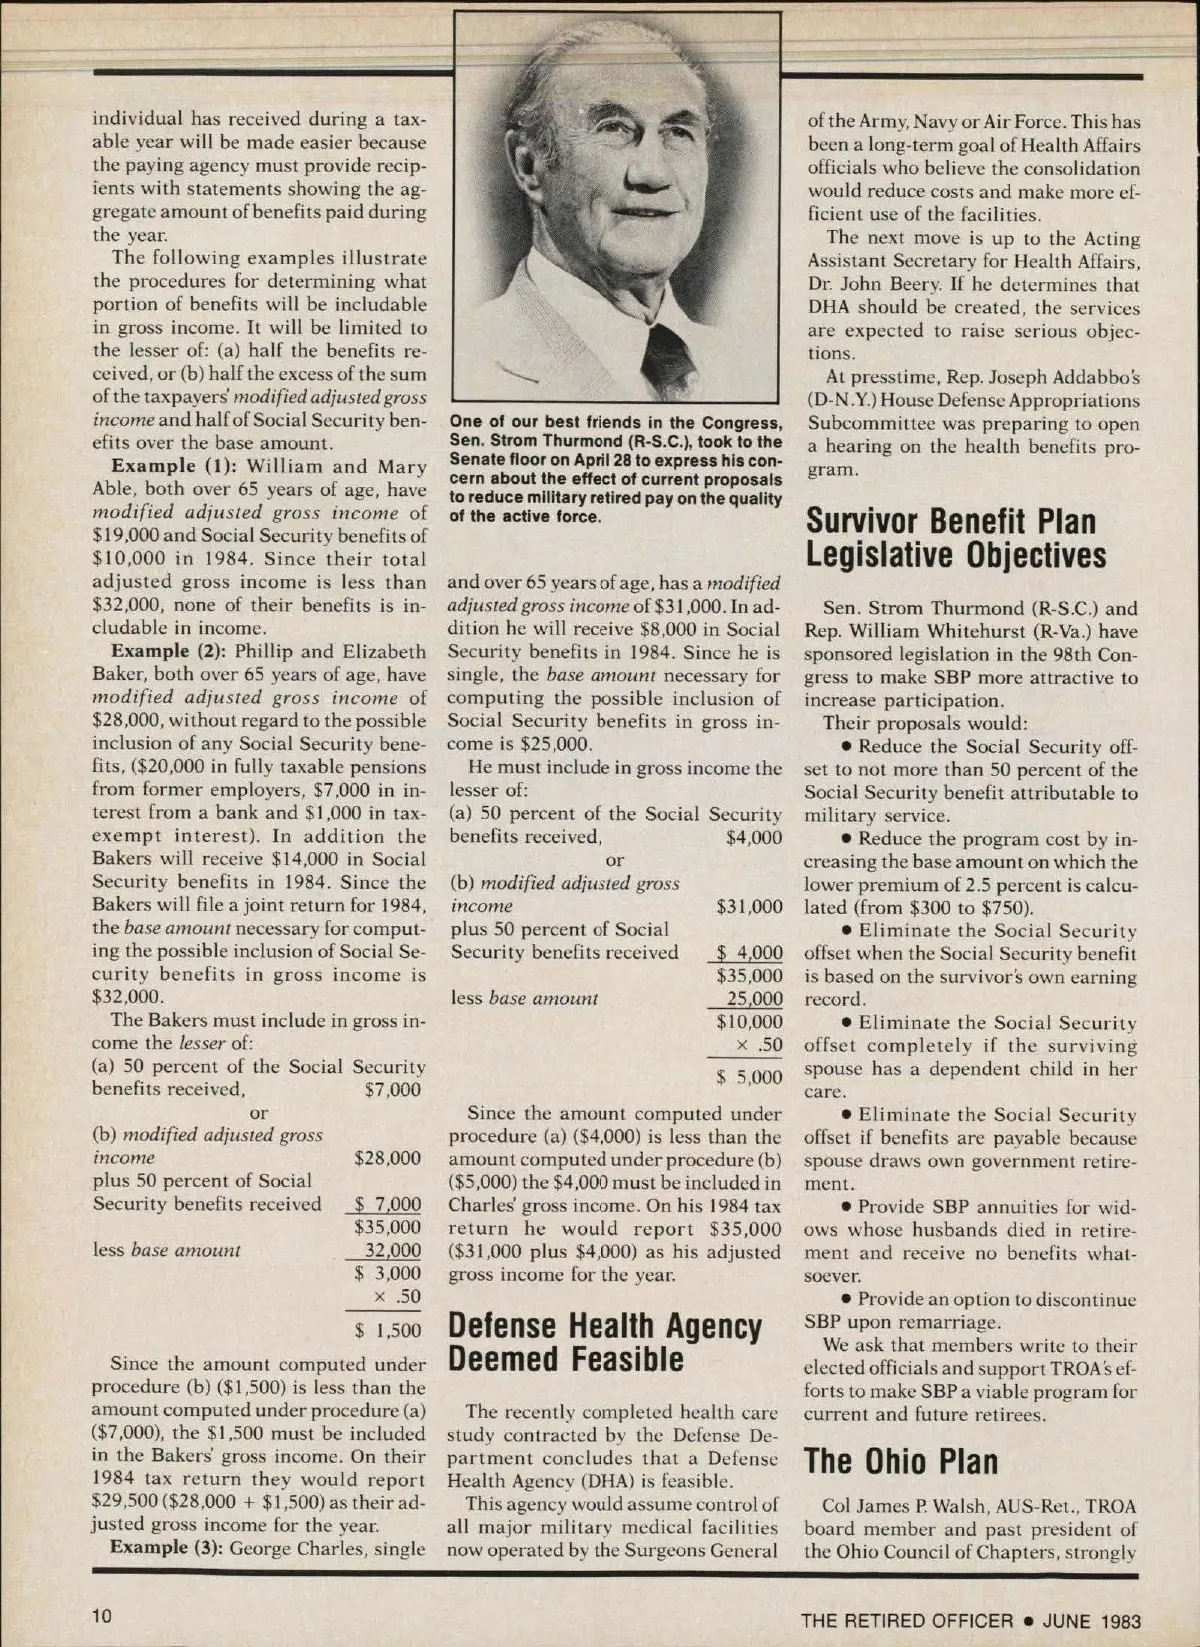 individual has received during a tax-
able year will be made easier because
the paying agency must provide recip-
ients with statements showing the ag-
gregate amount of benefits paid during
the year.
The following examples illustrate
the procedures for determining what
portion of benefits will be includable
in gross income. It will be limited to
the lesser of: (a) half the benefits re-
ceived, or (b) half the excess of the sum
of the taxpayers' modified adjusted gross
income and half of Social Security ben-
efits over the base amount.
Example (1): William and Mary
Able, both over 65 years of age, have
modified adjusted gross income of
$19,000 and Social Security benefits of
$10,000 in 1984. Since their total
adjusted gross income is less than
$32,000, none of their benefits is in-
cludable in income.
Example (2): Phillip and Elizabeth
Baker, both over 65 years of age, have
modified adjusted gross income of
$28,000, without regard to the possible
inclusion of any Social Security bene-
fits, ($20,000 in fully taxable pensions
from former employers, $7,000 in in-
terest from a bank and $1,000 in tax-
exempt interest). In addition the
Bakers will receive $14,000 in Social
Security benefits in 1984. Since the
Bakers will file a joint return for 1984,
the base amount necessary for comput-
ing the possible inclusion of Social Se-
curity benefits in gross income is
$32,000.
The Bakers must include in gross in-
come the lesser of:
(a) 50 percent of the Social Security
benefits received, $7,000
or
(b) modified adjusted gross
income $28,000
plus 50 percent of Social
Security benefits received $ 7,000
$35,000
less base amount 32,000
$ 3,000
× .50
$ 1,500
Since the amount computed under
procedure (b) ($1,500) is less than the
amount computed under procedure (a)
($7,000), the $1,500 must be included
in the Bakers' gross income. On their
1984 tax return they would report
$29,500 ($28,000 + $1,500) as their ad-
justed gross income for the year.
Example (3): George Charles, single
One of our best friends in the Congress,
Sen. Strom Thurmond (R-S.C.), took to the
Senate floor on April 28 to express his con-
cern about the effect of current proposals
to reduce military retired pay on the quality
of the active force.
and over 65 years of age, has a modified
adjusted gross income of $31,000. In ad-
dition he will receive $8,000 in Social
Security benefits in 1984. Since he is
single, the base amount necessary for
computing the possible inclusion of
Social Security benefits in gross in-
come is $25,000.
He must include in gross income the
lesser of:
(a) 50 percent of the Social Security
benefits received, $4,000
or
(b) modified adjusted gross
income $31,000
plus 50 percent of Social
Security benefits received $ 4,000
$35,000
less base amount 25,000
$10,000
× .50
$ 5,000
Since the amount computed under
procedure (a) ($4,000) is less than the
amount computed under procedure (b)
($5,000) the $4,000 must be included in
Charles' gross income. On his 1984 tax
return he would report $35,000
($31,000 plus $4,000) as his adjusted
gross income for the year.
Defense Health Agency
Deemed Feasible
The recently completed health care
study contracted by the Defense De-
partment concludes that a Defense
Health Agency (DHA) is feasible.
This agency would assume control of
all major military medical facilities
now operated by the Surgeons General
of the Army, Navy or Air Force. This has
been a long-term goal of Health Affairs
officials who believe the consolidation
would reduce costs and make more ef-
ficient use of the facilities.
The next move is up to the Acting
Assistant Secretary for Health Affairs,
Dr. John Beery. If he determines that
DHA should be created, the services
are expected to raise serious objec-
tions.
At presstime, Rep. Joseph Addabbo's
(D-N.Y.) House Defense Appropriations
Subcommittee was preparing to open
a hearing on the health benefits pro-
gram.
Survivor Benefit Plan
Legislative Objectives
Sen. Strom Thurmond (R-S.C.) and
Rep. William Whitehurst (R-Va.) have
sponsored legislation in the 98th Con-
gress to make SBP more attractive to
increase participation.
Their proposals would:
• Reduce the Social Security off-
set to not more than 50 percent of the
Social Security benefit attributable to
military service.
• Reduce the program cost by in-
creasing the base amount on which the
lower premium of 2.5 percent is calcu-
lated (from $300 to $750).
• Eliminate the Social Security
offset when the Social Security benefit
is based on the survivor's own earning
record.
• Eliminate the Social Security
offset completely if the surviving
spouse has a dependent child in her
care.
• Eliminate the Social Security
offset if benefits are payable because
spouse draws own government retire-
ment.
• Provide SBP annuities for wid-
ows whose husbands died in retire-
ment and receive no benefits what-
soever.
• Provide an option to discontinue
SBP upon remarriage.
We ask that members write to their
elected officials and support TROA's ef-
forts to make SBP a viable program for
current and future retirees.
The Ohio Plan
Col James P. Walsh, AUS-Ret., TROA
board member and past president of
the Ohio Council of Chapters, strongly
10
THE RETIRED OFFICER • JUNE 1983